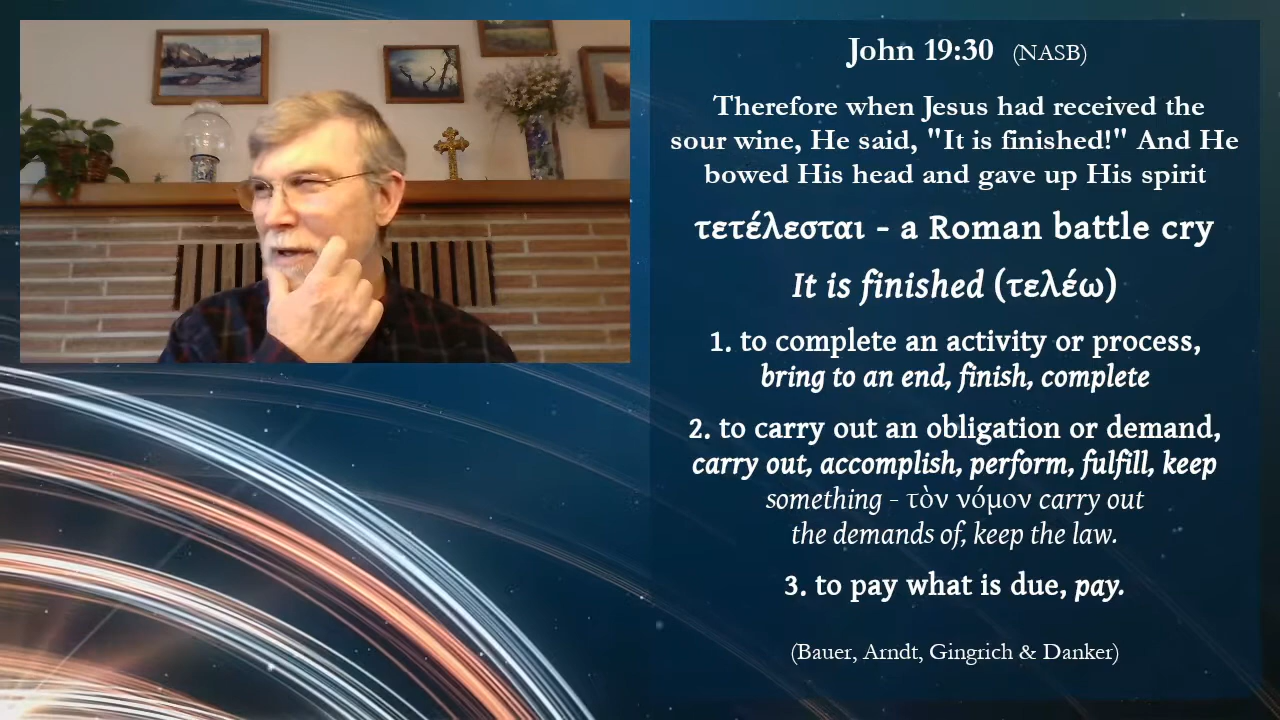 John 19:30 (NASB)
Therefore when Jesus had received the
sour wine, He said, "It is finished!" And He
bowed His head and gave up His spirit
τετέλεσται - a Roman battle cry
It is finished (τελέω)
1. to complete an activity or process,
bring to an end, finish, complete
2. to carry out an obligation or demand,
carry out, accomplish, perform, fulfill, keep
something - τὸν νόμον carry out
the demands of, keep the law.
3. to pay what is due, pay.
(Bauer, Arndt, Gingrich & Danker)